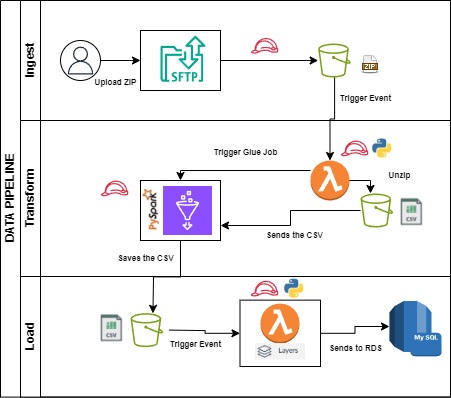 DATA PIPELINE
Ingest
Upload ZIP
SFTP
ZIP
Trigger Event
Transform
Trigger Glue Job
Unzip
PySpark
CSV
Sends the CSV
Saves the CSV
Load
CSV
Trigger Event
Layers
Sends to RDS
My SQL